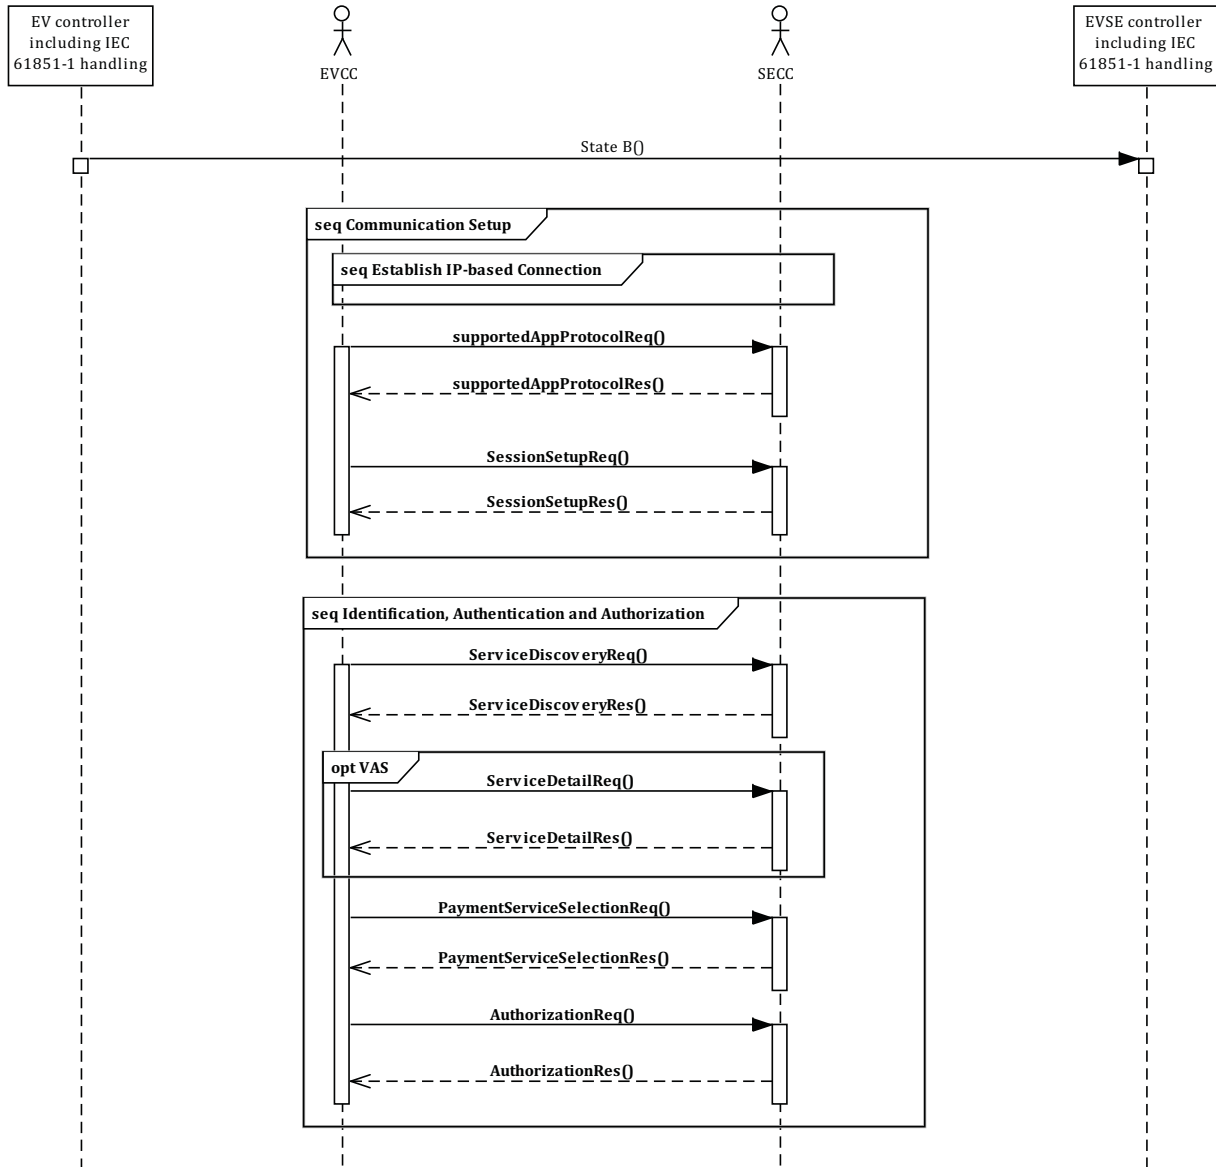 EV controller
including IEC
61851-1 handling
EVCC
SECC
EVSE controller
including IEC
61851-1 handling
State B()
seq Communication Setup
seq Establish IP-based Connection
supportedAppProtocolReq()
supportedAppProtocolRes()
SessionSetupReq()
SessionSetupRes()
seq Identification, Authentication and Authorization
ServiceDiscoveryReq()
ServiceDiscoveryRes()
opt VAS
ServiceDetailReq()
ServiceDetailRes()
PaymentServiceSelectionReq()
PaymentServiceSelectionRes()
AuthorizationReq()
AuthorizationRes()